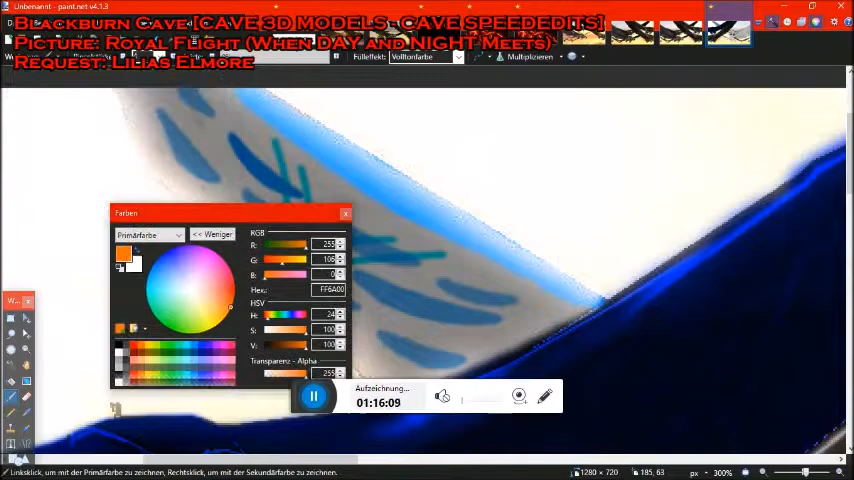 Unbenannt - paint.net v4.1.3
Blackburn Cave [CAVE 3D MODELS - CAVE SPEEDEDITS]
Picture: Royal Flight (When DAY and NIGHT Meets)
Request: Lilias Elmore
Fülleffekt: Volltonfarbe
Multiplizieren
Farben
Primärfarbe
<< Weniger
RGB
R: 255
G: 106
B: 0
Hex: FF6A00
HSV
H: 24
S: 100
V: 100
Transparenz - Alpha
255
W...
Aufzeichnung...
01:16:09
Linksklick, um mit der Primärfarbe zu zeichnen, Rechtsklick, um mit der Sekundärfarbe zu zeichnen.
1280 × 720
185, 63
px
300%